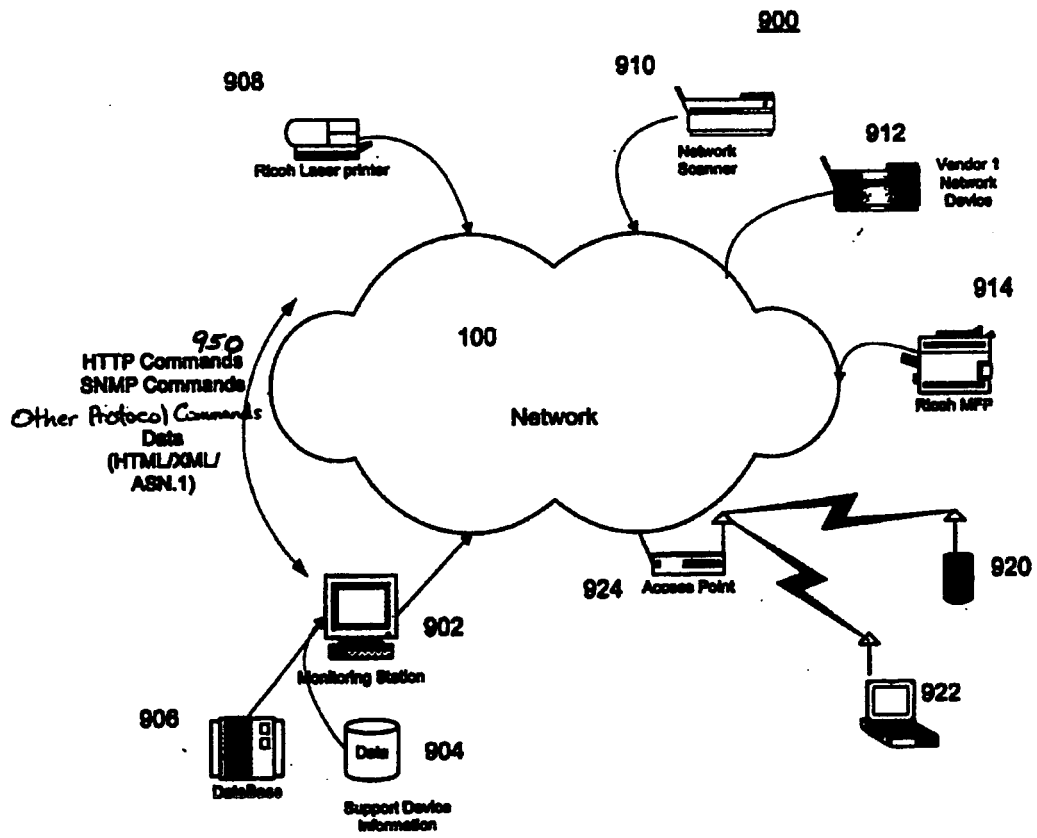 900
908
Ricoh Laser printer
910
Network
Scanner
912
Vendor 1
Network
Device
914
Ricoh MFP
100
Network
950
HTTP Commands
SNMP Commands
Other Protocol Commands
Data
(HTML/XML/
ASN.1)
924
Access Point
920
922
902
Monitoring Station
906
DataBase
Data
904
Support Device
Information